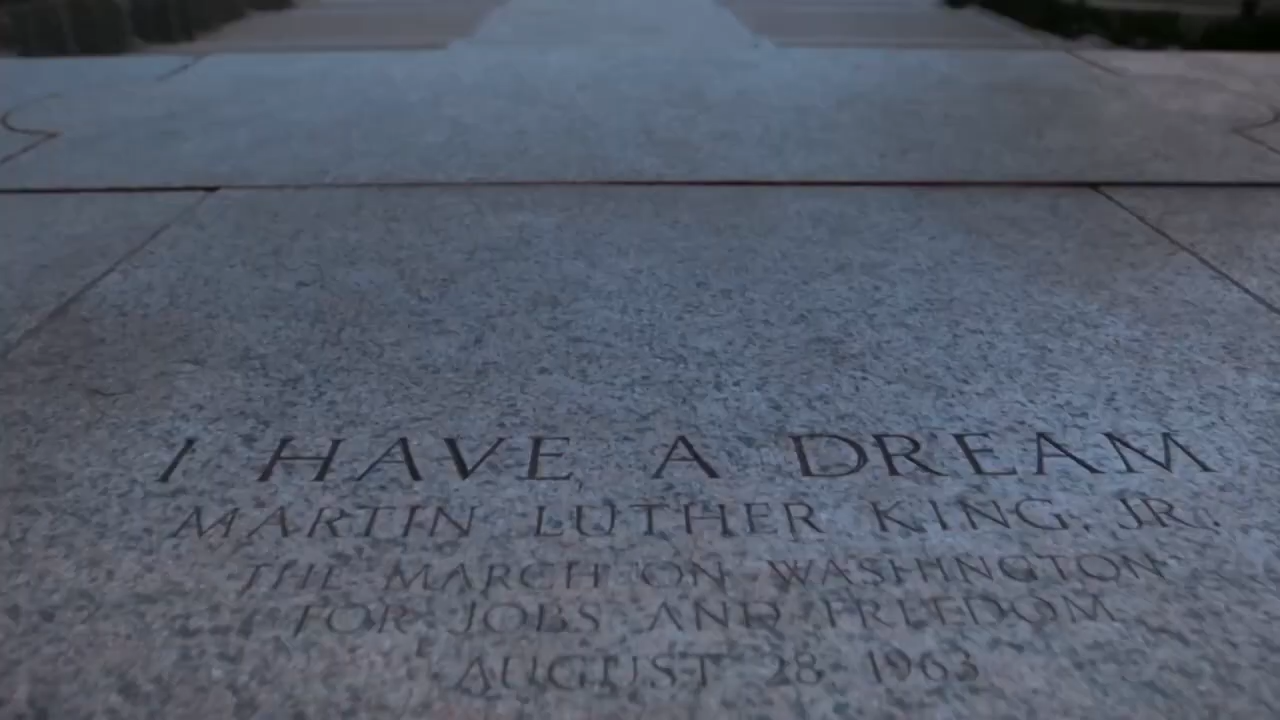 I HAVE A DREAM
MARTIN LUTHER KING, JR.
THE MARCH ON WASHINGTON
FOR JOBS AND FREEDOM
AUGUST 28 1963